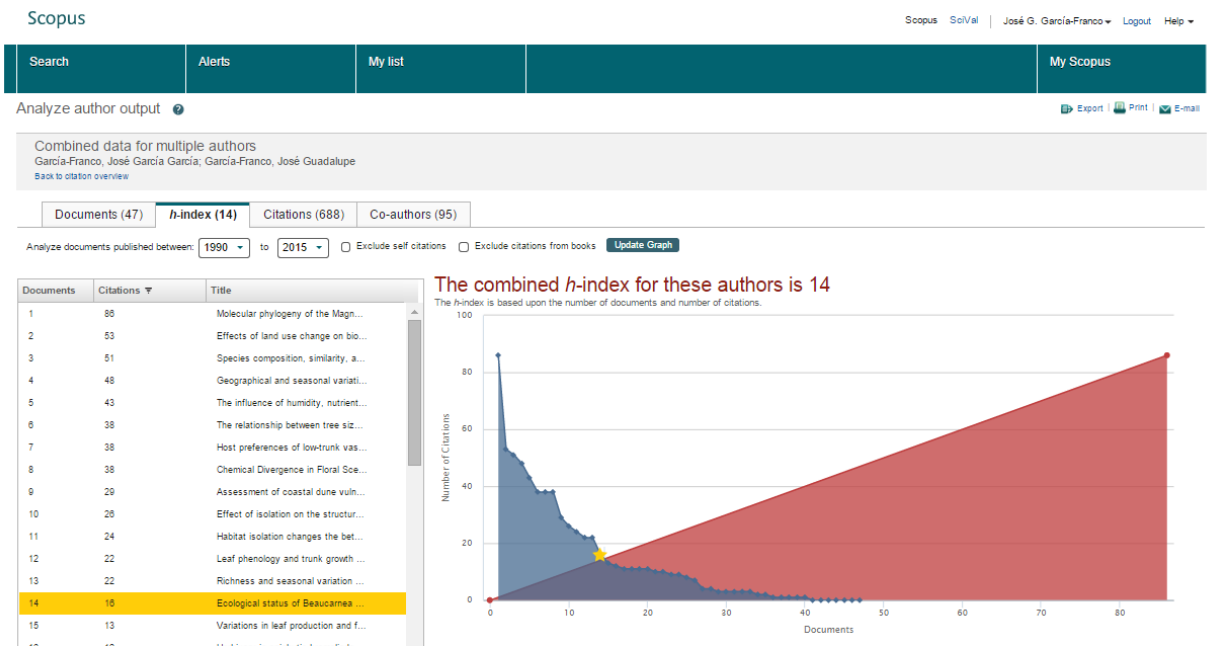 Scopus
Scopus SciVal José G. García-Franco Logout Help
Search Alerts My list My Scopus
Analyze author output ?
Export Print E-mail
Combined data for multiple authors
García-Franco, José García García; García-Franco, José Guadalupe
Back to citation overview
Documents (47) h-index (14) Citations (688) Co-authors (95)
Analyze documents published between: 1990 to 2015 Exclude self citations Exclude citations from books Update Graph
Documents Citations Title
1 86 Molecular phylogeny of the Magn...
2 53 Effects of land use change on bio...
3 51 Species composition, similarity, a...
4 48 Geographical and seasonal variati...
5 43 The influence of humidity, nutrient...
6 38 The relationship between tree siz...
7 38 Host preferences of low-trunk vas...
8 38 Chemical Divergence in Floral Sce...
9 29 Assessment of coastal dune vuln...
10 26 Effect of isolation on the structur...
11 24 Habitat isolation changes the bet...
12 22 Leaf phenology and trunk growth ...
13 22 Richness and seasonal variation ...
14 16 Ecological status of Beaucarnea ...
15 13 Variations in leaf production and f...
The combined h-index for these authors is 14
The h-index is based upon the number of documents and number of citations.
100
80
60
40
20
0
Number of Citations
0 10 20 30 40 50 60 70 80
Documents